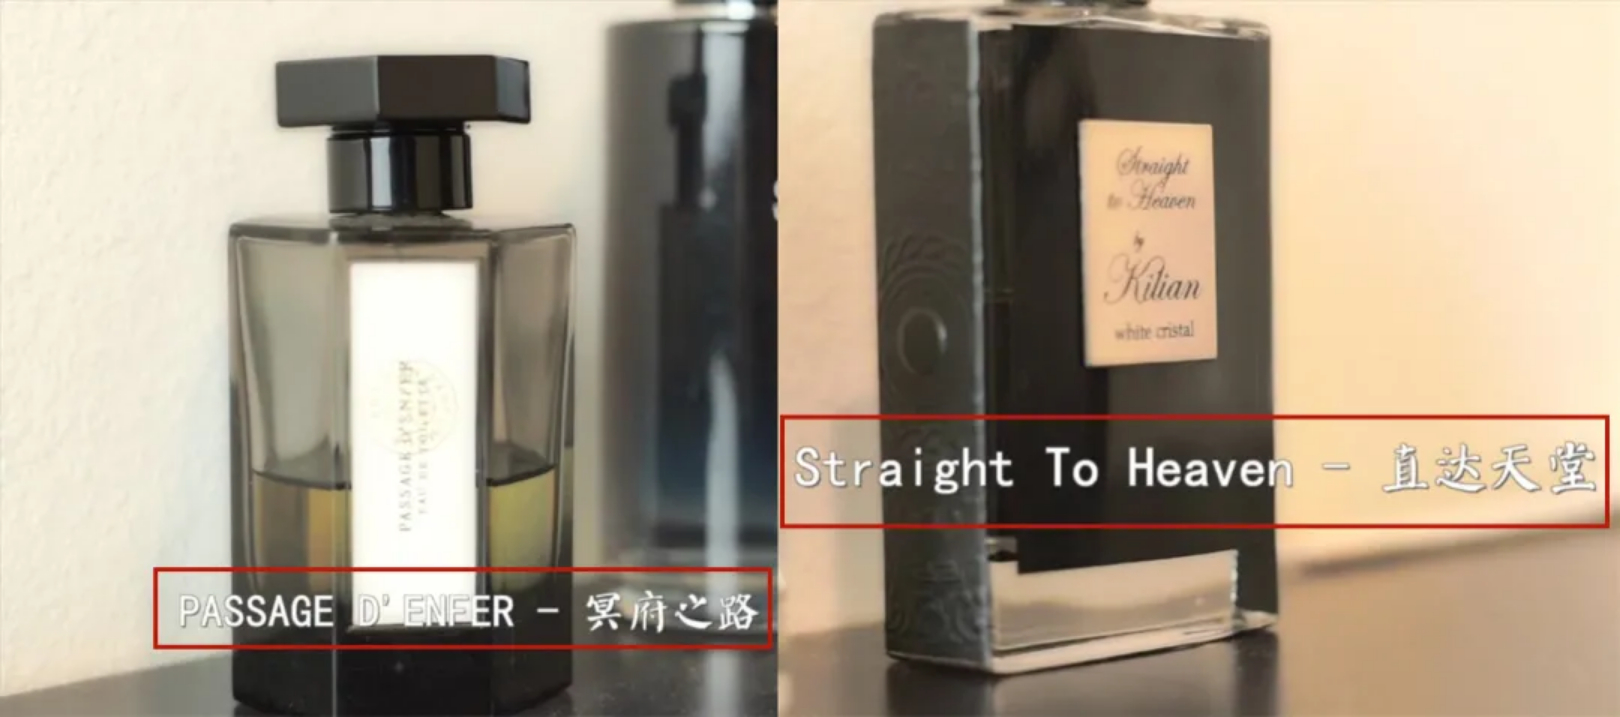 PASSAGE D'ENFER
EAU DE TOILETTE
PASSAGE D'ENFER - 冥府之路
Straight
to Heaven
by
Kilian
white cristal
Straight To Heaven - 直达天堂